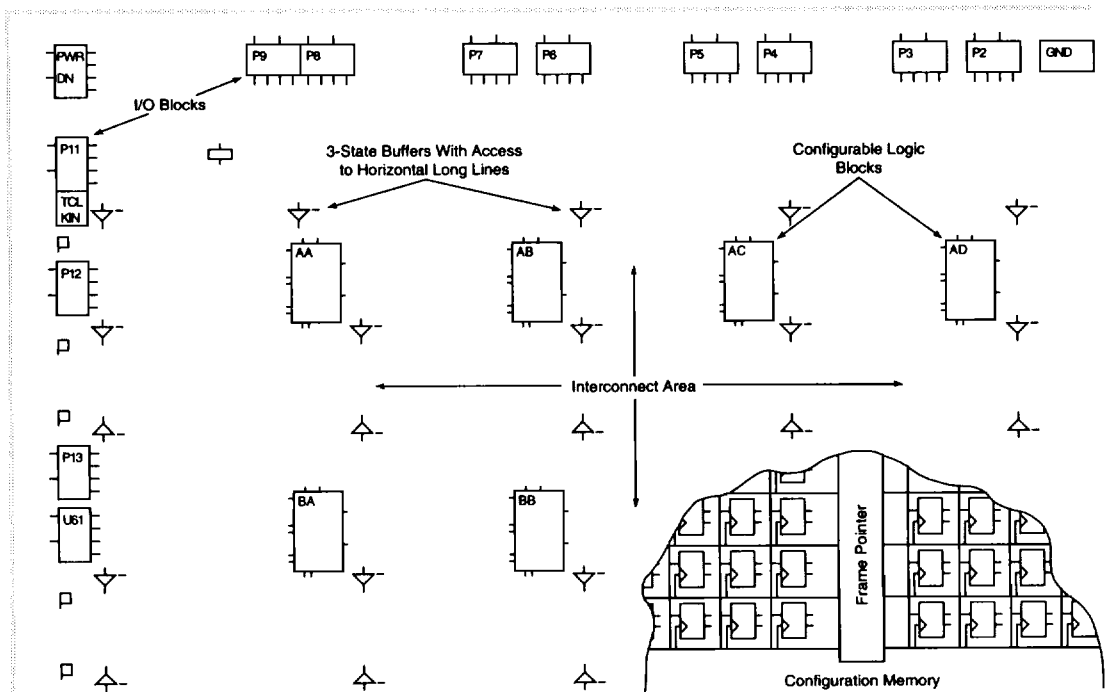 PWR
DN
P9
P8
P7
P6
P5
P4
P3
P2
GND
I/O Blocks
P11
TCL
KIN
3-State Buffers With Access
to Horizontal Long Lines
Configurable Logic
Blocks
P12
AA
AB
AC
AD
Interconnect Area
P13
U61
BA
BB
Frame Pointer
Configuration Memory